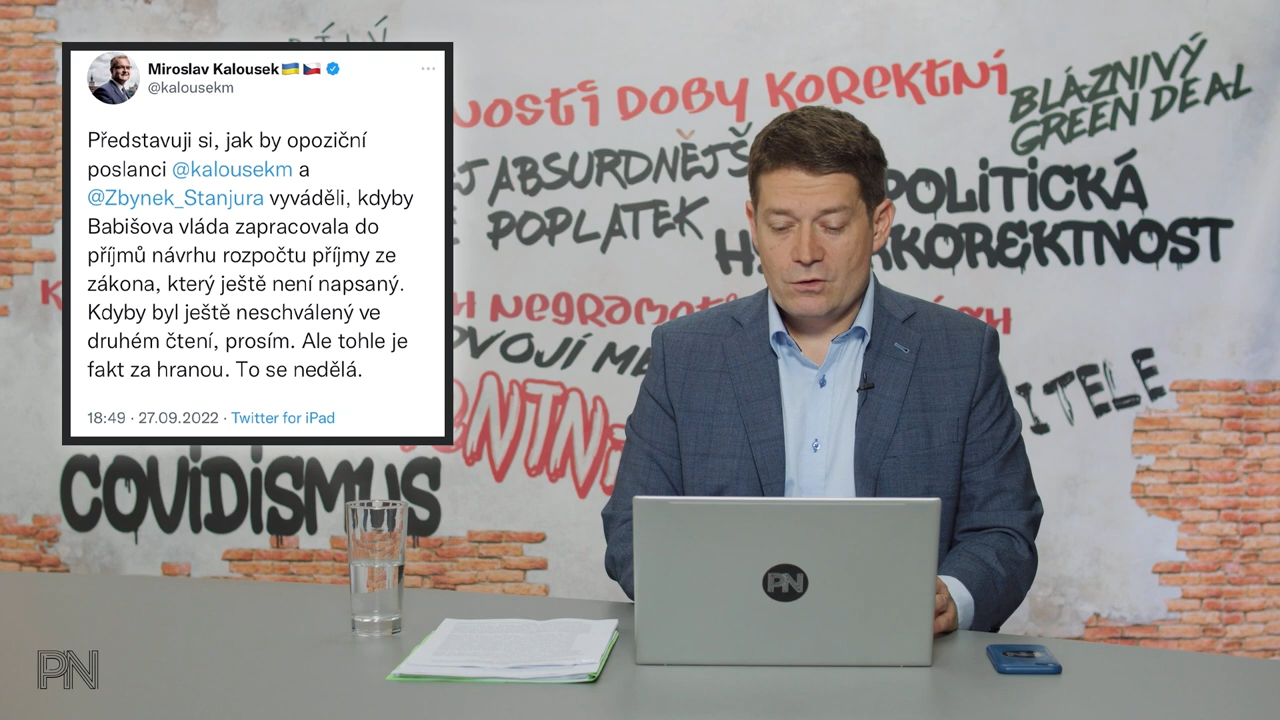 Miroslav Kalousek
@kalousekm
Představuji si, jak by opoziční
poslanci @kalousekm a
@Zbynek_Stanjura vyváděli, kdyby
Babišova vláda zapracovala do
příjmů návrhu rozpočtu příjmy ze
zákona, který ještě není napsaný.
Kdyby byl ještě neschválený ve
druhém čtení, prosím. Ale tohle je
fakt za hranou. To se nedělá.
18:49 · 27.09.2022 · Twitter for iPad
DOBY KOREKTNÍ
BLÁZNIVÝ
GREEN DEAL
POPLATEK
POLITICKÁ
COVIDISMUS
PN
PN